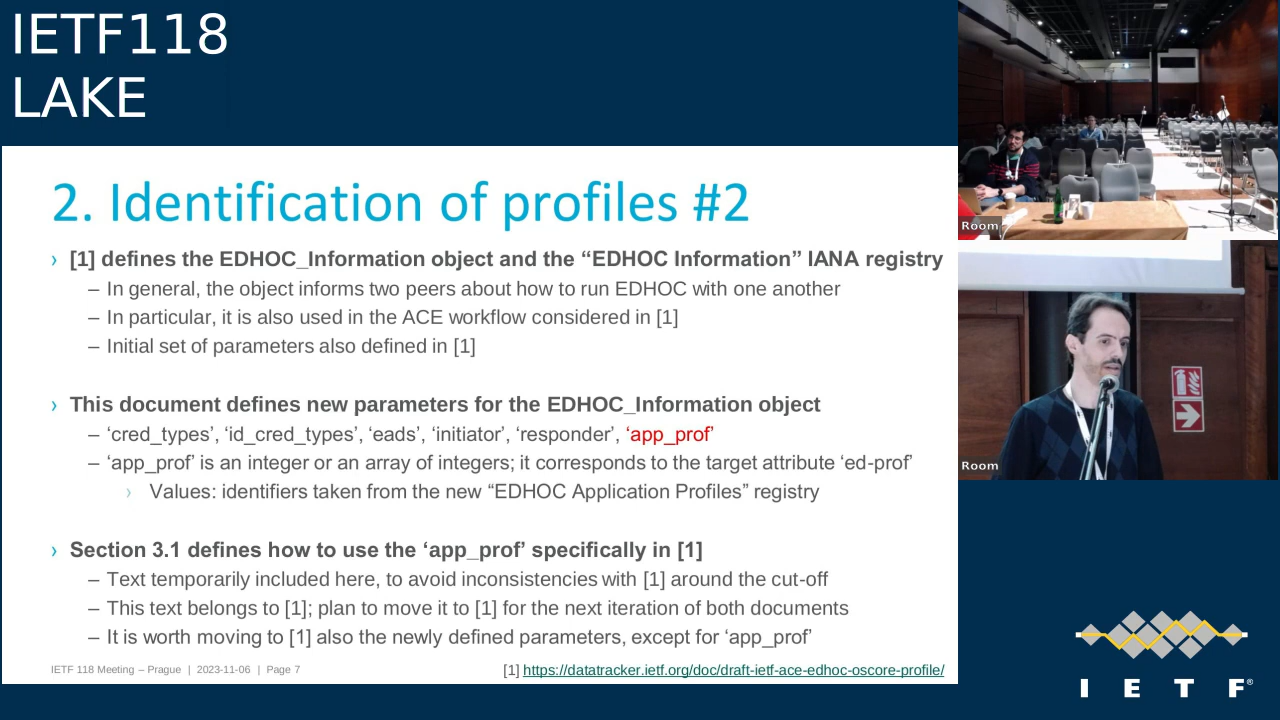 IETF118
LAKE
2. Identification of profiles #2
› [1] defines the EDHOC_Information object and the “EDHOC Information” IANA registry
– In general, the object informs two peers about how to run EDHOC with one another
– In particular, it is also used in the ACE workflow considered in [1]
– Initial set of parameters also defined in [1]
› This document defines new parameters for the EDHOC_Information object
– ‘cred_types’, ‘id_cred_types’, ‘eads’, ‘initiator’, ‘responder’, ‘app_prof’
– ‘app_prof’ is an integer or an array of integers; it corresponds to the target attribute ‘ed-prof’
› Values: identifiers taken from the new “EDHOC Application Profiles” registry
› Section 3.1 defines how to use the ‘app_prof’ specifically in [1]
– Text temporarily included here, to avoid inconsistencies with [1] around the cut-off
– This text belongs to [1]; plan to move it to [1] for the next iteration of both documents
– It is worth moving to [1] also the newly defined parameters, except for ‘app_prof’
IETF 118 Meeting – Prague | 2023-11-06 | Page 7
[1] https://datatracker.ietf.org/doc/draft-ietf-ace-edhoc-oscore-profile/
Room
Room
I E T F®